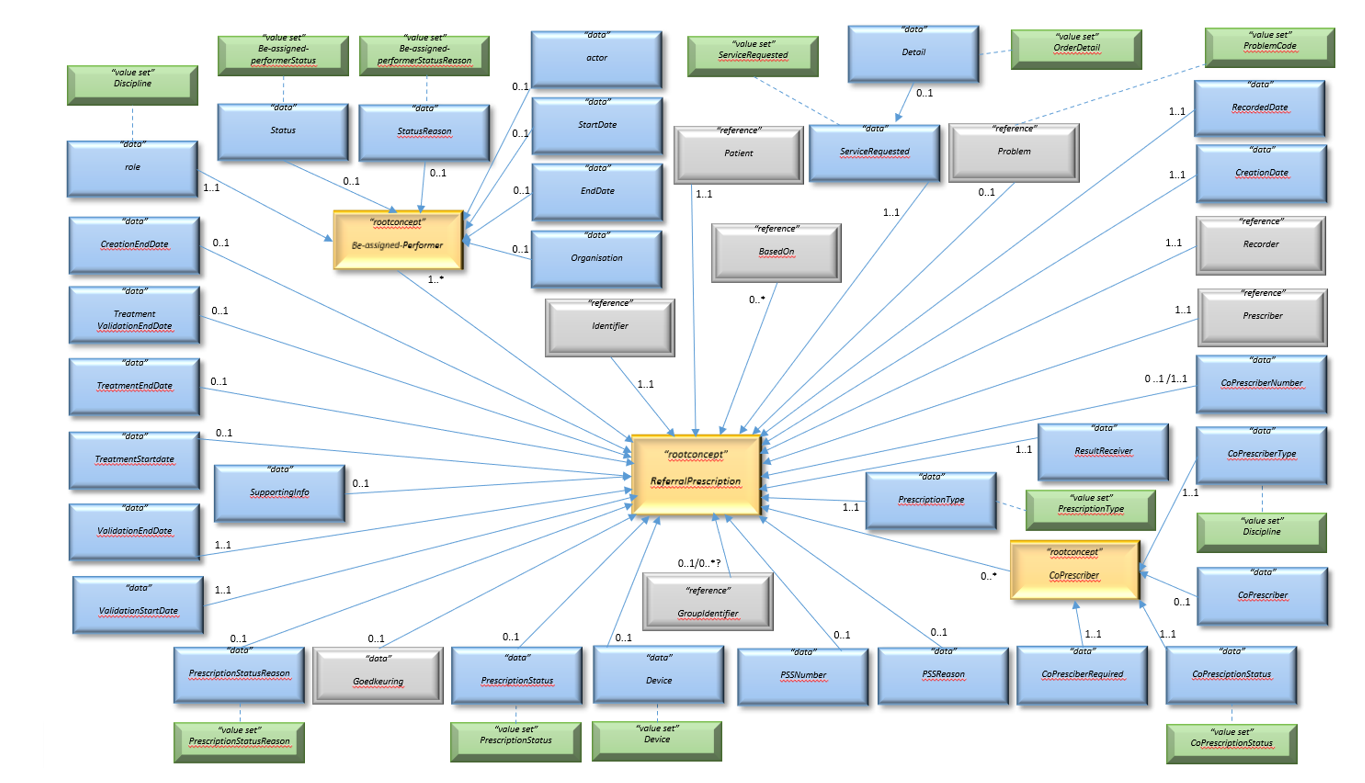 "value set"
Discipline
"value set"
Be-assigned-
performerStatus
"value set"
Be-assigned-
performerStatusReason
"data"
actor
"value set"
ServiceRequested
"data"
Detail
"value set"
OrderDetail
"value set"
ProblemCode
"data"
role
"data"
Status
"data"
StatusReason
0..1
"data"
StartDate
0..1
"reference"
Patient
0..1
"data"
ServiceRequested
"reference"
Problem
"data"
RecordedDate
1..1
1..1
0..1
0..1
"data"
EndDate
0..1
1..1
1..1
0..1
"data"
CreationDate
1..1
"rootconcept"
Be-assigned-Performer
"data"
Organisation
0..1
"reference"
BasedOn
"reference"
Recorder
1..1
"data"
CreationEndDate
0..1
1..*
0..*
"reference"
Identifier
1..1
"reference"
Prescriber
1..1
"data"
Treatment
ValidationEndDate
0..1
"data"
TreatmentEndDate
0..1
"data"
CoPrescriberNumber
0 ..1 /1..1
"data"
TreatmentStartdate
0..1
"data"
SupportingInfo
0..1
"rootconcept"
ReferralPrescription
"data"
ResultReceiver
1..1
"data"
CoPrescriberType
1..1
"data"
PrescriptionType
1..1
"value set"
PrescriptionType
"value set"
Discipline
"data"
ValidationEndDate
1..1
"data"
ValidationStartDate
1..1
"rootconcept"
CoPrescriber
0..*
"data"
CoPrescriber
0..1
0..1/0..*?
"reference"
GroupIdentifier
0..1
"data"
PrescriptionStatusReason
0..1
"data"
Goedkeuring
0..1
"data"
PrescriptionStatus
0..1
"data"
Device
0..1
"data"
PSSNumber
0..1
"data"
PSSReason
1..1
"data"
CoPresciberRequired
1..1
"data"
CoPresciptionStatus
"value set"
PrescriptionStatusReason
"value set"
PrescriptionStatus
"value set"
Device
"value set"
CoPrescriptionStatus